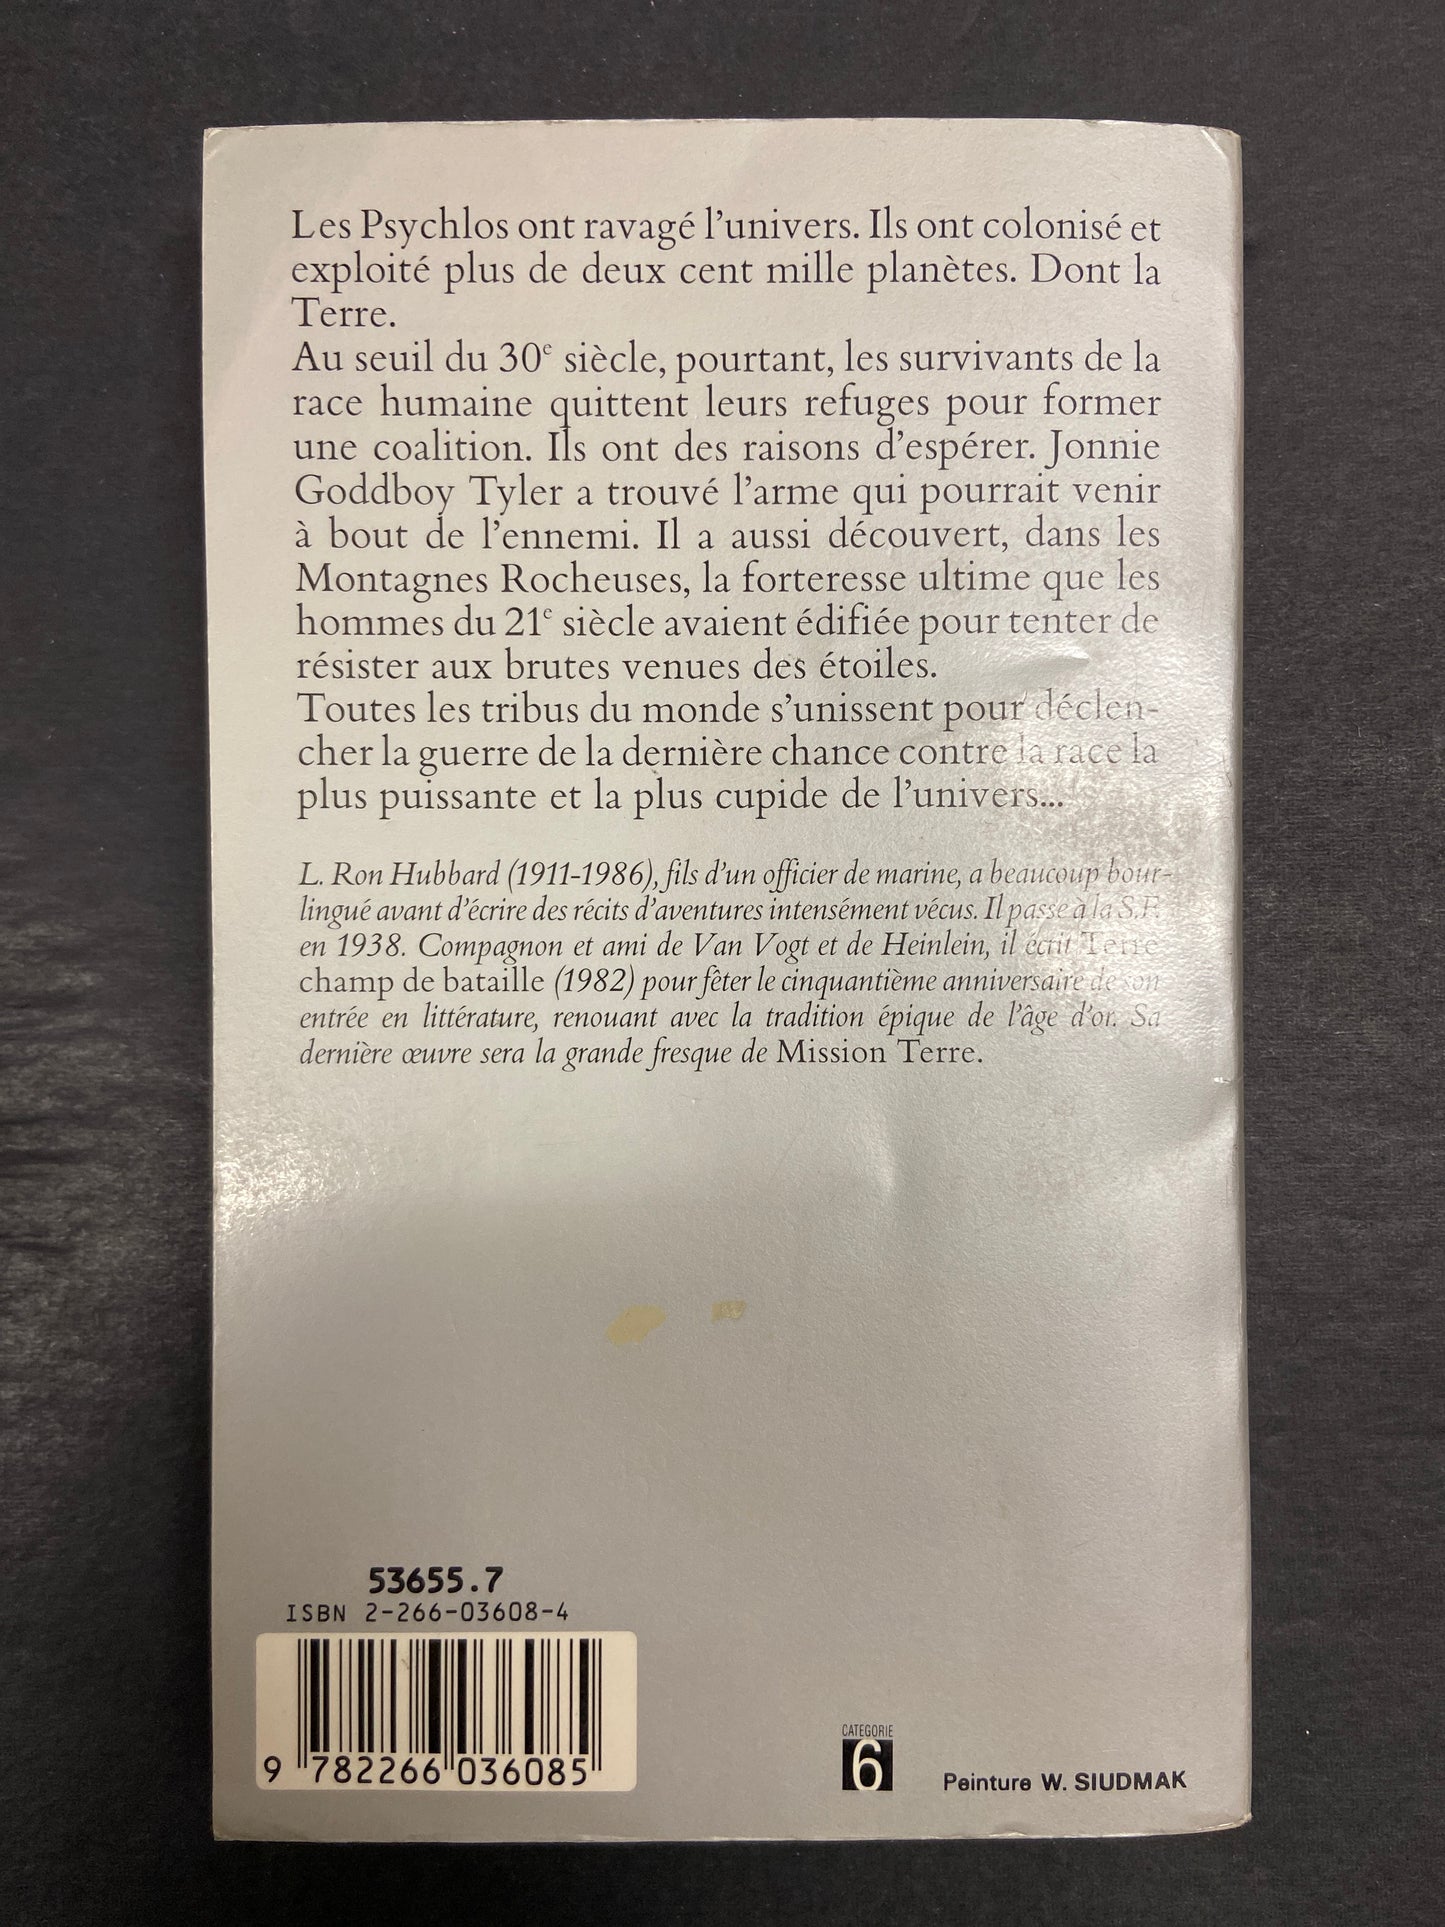 Les Psychlos ont ravagé l'univers. Ils ont colonisé et
exploité plus de deux cent mille planètes. Dont la
Terre.
Au seuil du 30e siècle, pourtant, les survivants de la
race humaine quittent leurs refuges pour former
une coalition. Ils ont des raisons d'espérer. Jonnie
Goddboy Tyler a trouvé l'arme qui pourrait venir
à bout de l'ennemi. Il a aussi découvert, dans les
Montagnes Rocheuses, la forteresse ultime que les
hommes du 21e siècle avaient édifiée pour tenter de
résister aux brutes venues des étoiles.
Toutes les tribus du monde s'unissent pour déclen-
cher la guerre de la dernière chance contre la race la
plus puissante et la plus cupide de l'univers...
L. Ron Hubbard (1911-1986), fils d'un officier de marine, a beaucoup bour-
lingué avant d'écrire des récits d'aventures intensément vécus. Il passe à la S.F.
en 1938. Compagnon et ami de Van Vogt et de Heinlein, il écrit Terre
champ de bataille (1982) pour fêter le cinquantième anniversaire de son
entrée en littérature, renouant avec la tradition épique de l'âge d'or. Sa
dernière œuvre sera la grande fresque de Mission Terre.
53655.7
ISBN 2-266-03608-4
9 782266 036085
CATEGORIE
6
Peinture W. SIUDMAK